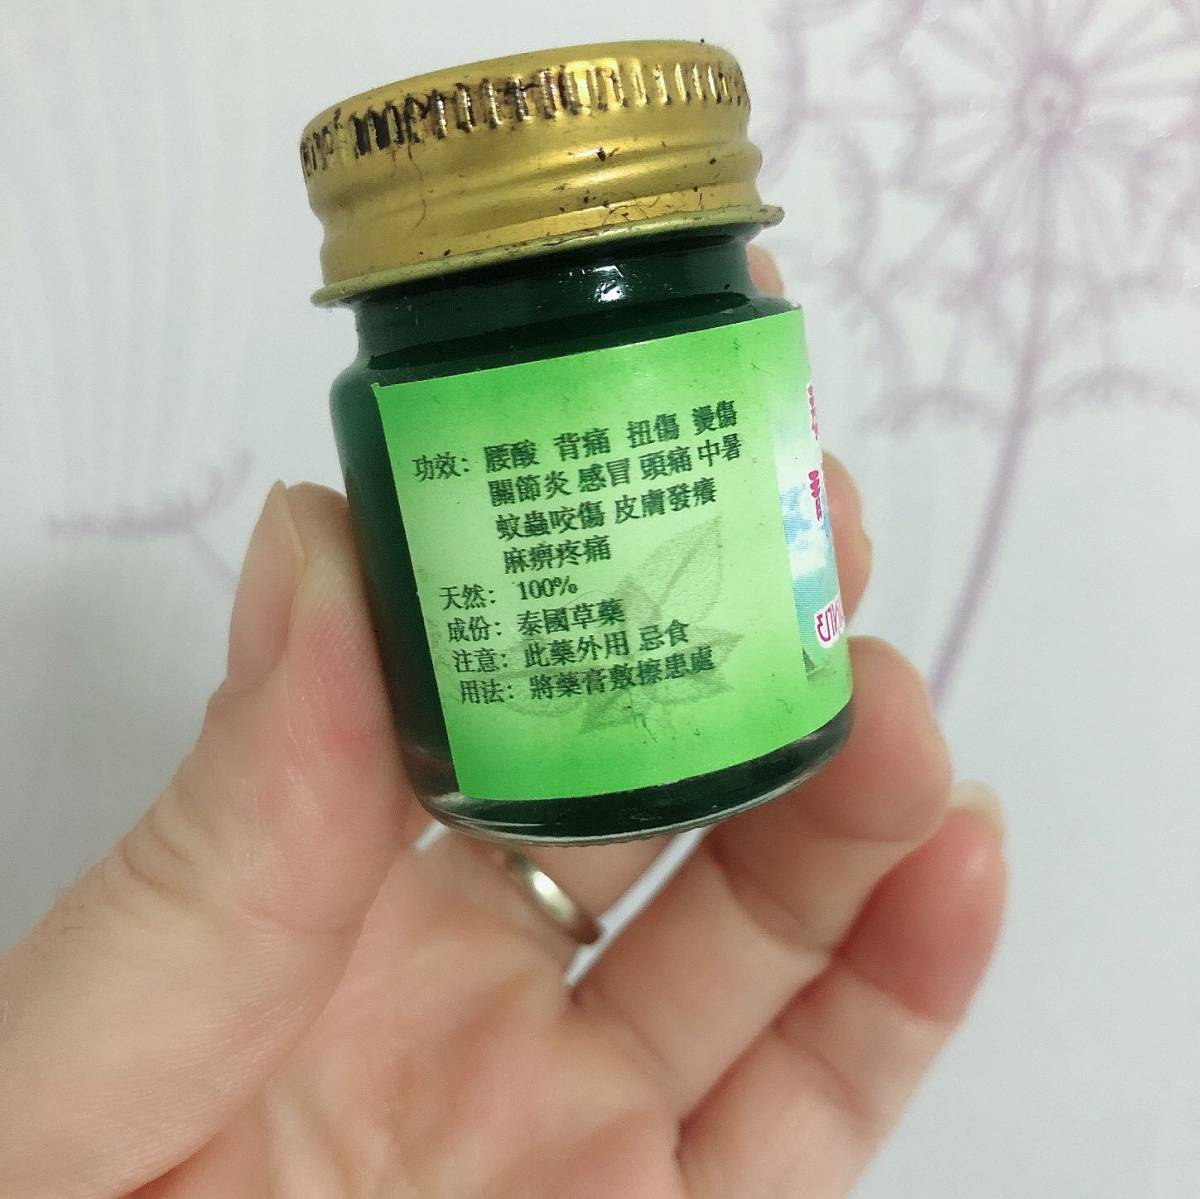 功效： 腰酸 背痛 扭傷 燙傷
關節炎 感冒 頭痛 中暑
蚊蟲咬傷 皮膚發癢
麻痹疼痛
天然： 100%
成份： 泰國草藥
注意： 此藥外用 忌食
用法： 將藥膏敷擦患處